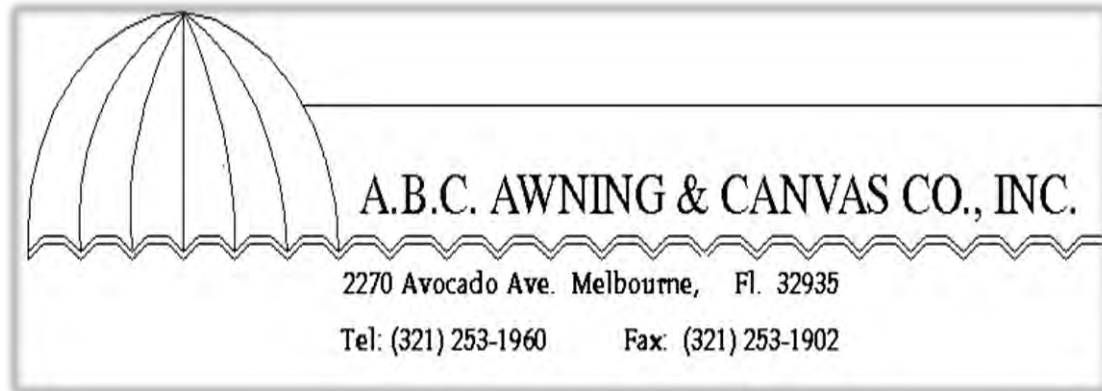 A.B.C. AWNING & CANVAS CO., INC.
2270 Avocado Ave. Melbourne, Fl. 32935
Tel: (321) 253-1960 Fax: (321) 253-1902